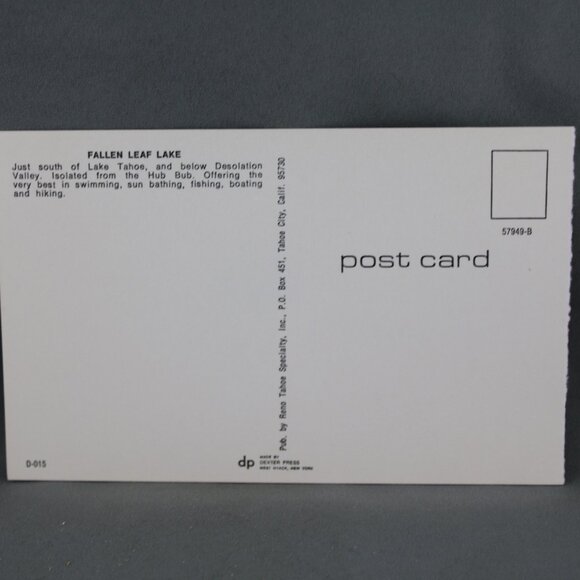 FALLEN LEAF LAKE
Just south of Lake Tahoe, and below Desolation
Valley. Isolated from the Hub Bub. Offering the
very best in swimming, sun bathing, fishing, boating
and hiking.
Pub. by Reno Tahoe Specialty, Inc., P.O. Box 451, Tahoe City, Calif. 95730
57949-B
post card
D-015
dp
MADE BY
DEXTER PRESS
WEST NYACK, NEW YORK